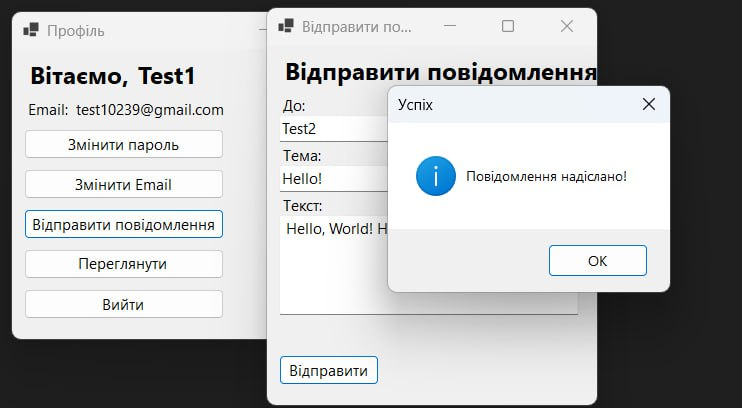 Профіль
Вітаємо, Test1
Email: test10239@gmail.com
Змінити пароль
Змінити Email
Відправити повідомлення
Переглянути
Вийти
Відправити по...
Відправити повідомлення
До:
Test2
Тема:
Hello!
Текст:
Hello, World! H
Відправити
Успіх
Повідомлення надіслано!
OK